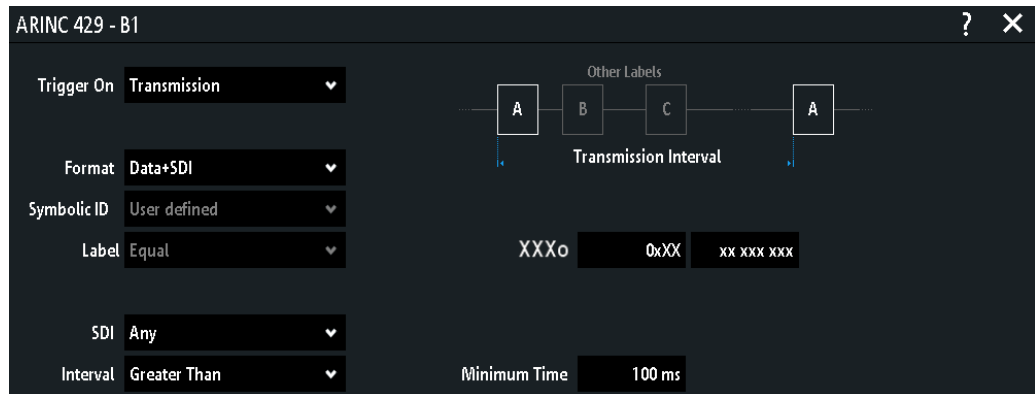 ARINC 429 - B1 ? ×
Trigger On Transmission
Other Labels
A B C A
Transmission Interval
Format Data+SDI
Symbolic ID User defined
Label Equal XXXo 0xXX xx xxx xxx
SDI Any
Interval Greater Than Minimum Time 100 ms